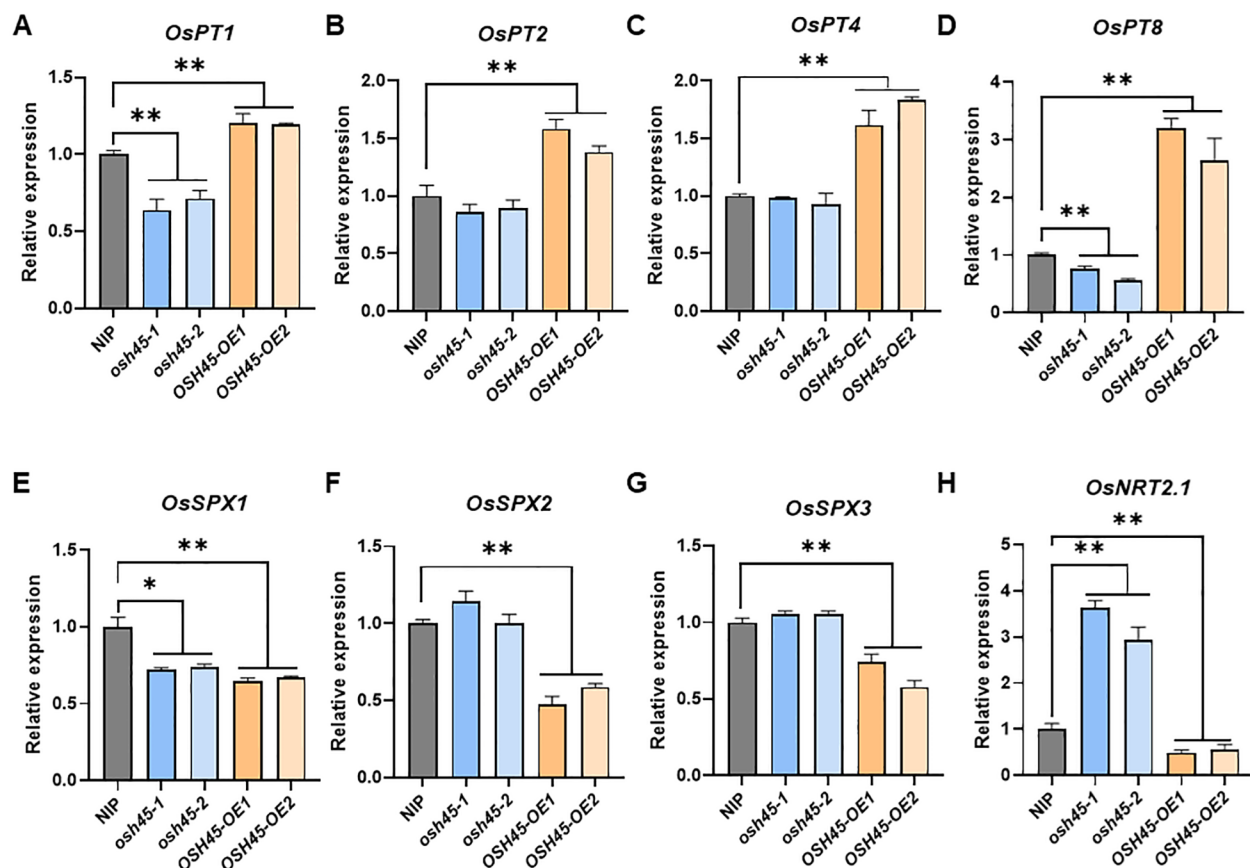 A
OsPT1
Relative expression
1.5
1.0
0.5
0.0
**
**
NIP
osh45-1
osh45-2
OSH45-OE1
OSH45-OE2
B
OsPT2
Relative expression
2.0
1.5
1.0
0.5
0.0
**
NIP
osh45-1
osh45-2
OSH45-OE1
OSH45-OE2
C
OsPT4
Relative expression
2.0
1.5
1.0
0.5
0.0
**
NIP
osh45-1
osh45-2
OSH45-OE1
OSH45-OE2
D
OsPT8
Relative expression
4
3
2
1
0
**
**
NIP
osh45-1
osh45-2
OSH45-OE1
OSH45-OE2
E
OsSPX1
Relative expression
1.5
1.0
0.5
0.0
**
*
NIP
osh45-1
osh45-2
OSH45-OE1
OSH45-OE2
F
OsSPX2
Relative expression
1.5
1.0
0.5
0.0
**
NIP
osh45-1
osh45-2
OSH45-OE1
OSH45-OE2
G
OsSPX3
Relative expression
1.5
1.0
0.5
0.0
**
NIP
osh45-1
osh45-2
OSH45-OE1
OSH45-OE2
H
OsNRT2.1
Relative expression
5
4
3
2
1
0
**
**
NIP
osh45-1
osh45-2
OSH45-OE1
OSH45-OE2